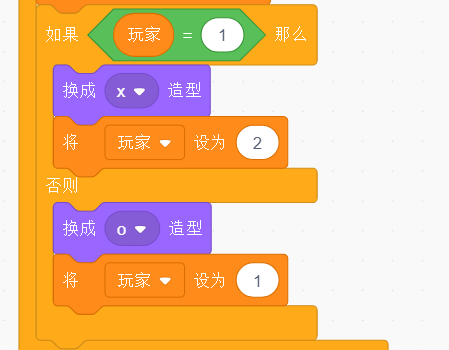 如果 玩家 = 1 那么
换成 x 造型
将 玩家 设为 2
否则
换成 o 造型
将 玩家 设为 1